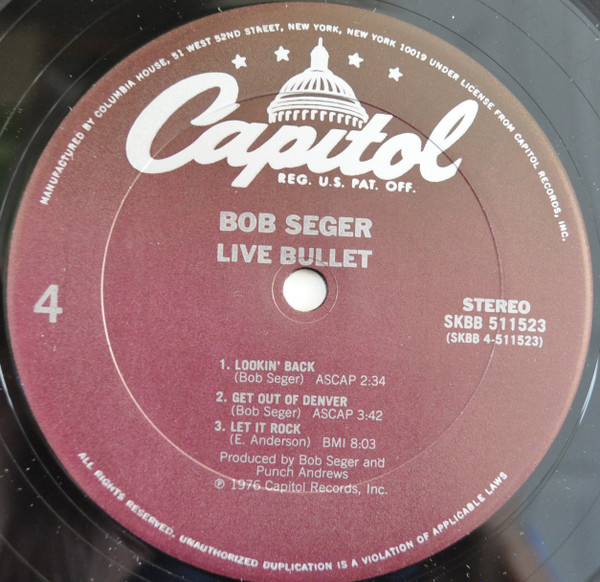 MANUFACTURED BY COLUMBIA HOUSE, 51 WEST 52ND STREET, NEW YORK, NEW YORK 10019 UNDER LICENSE FROM CAPITOL RECORDS, INC.
Capitol
REG. U.S. PAT. OFF.
BOB SEGER
LIVE BULLET
4
STEREO
SKBB 511523
(SKBB 4-511523)
1. LOOKIN' BACK
(Bob Seger) ASCAP 2:34
2. GET OUT OF DENVER
(Bob Seger) ASCAP 3:42
3. LET IT ROCK
(E. Anderson) BMI 8:03
Produced by Bob Seger and
Punch Andrews
℗ 1976 Capitol Records, Inc.
ALL RIGHTS RESERVED. UNAUTHORIZED DUPLICATION IS A VIOLATION OF APPLICABLE LAWS